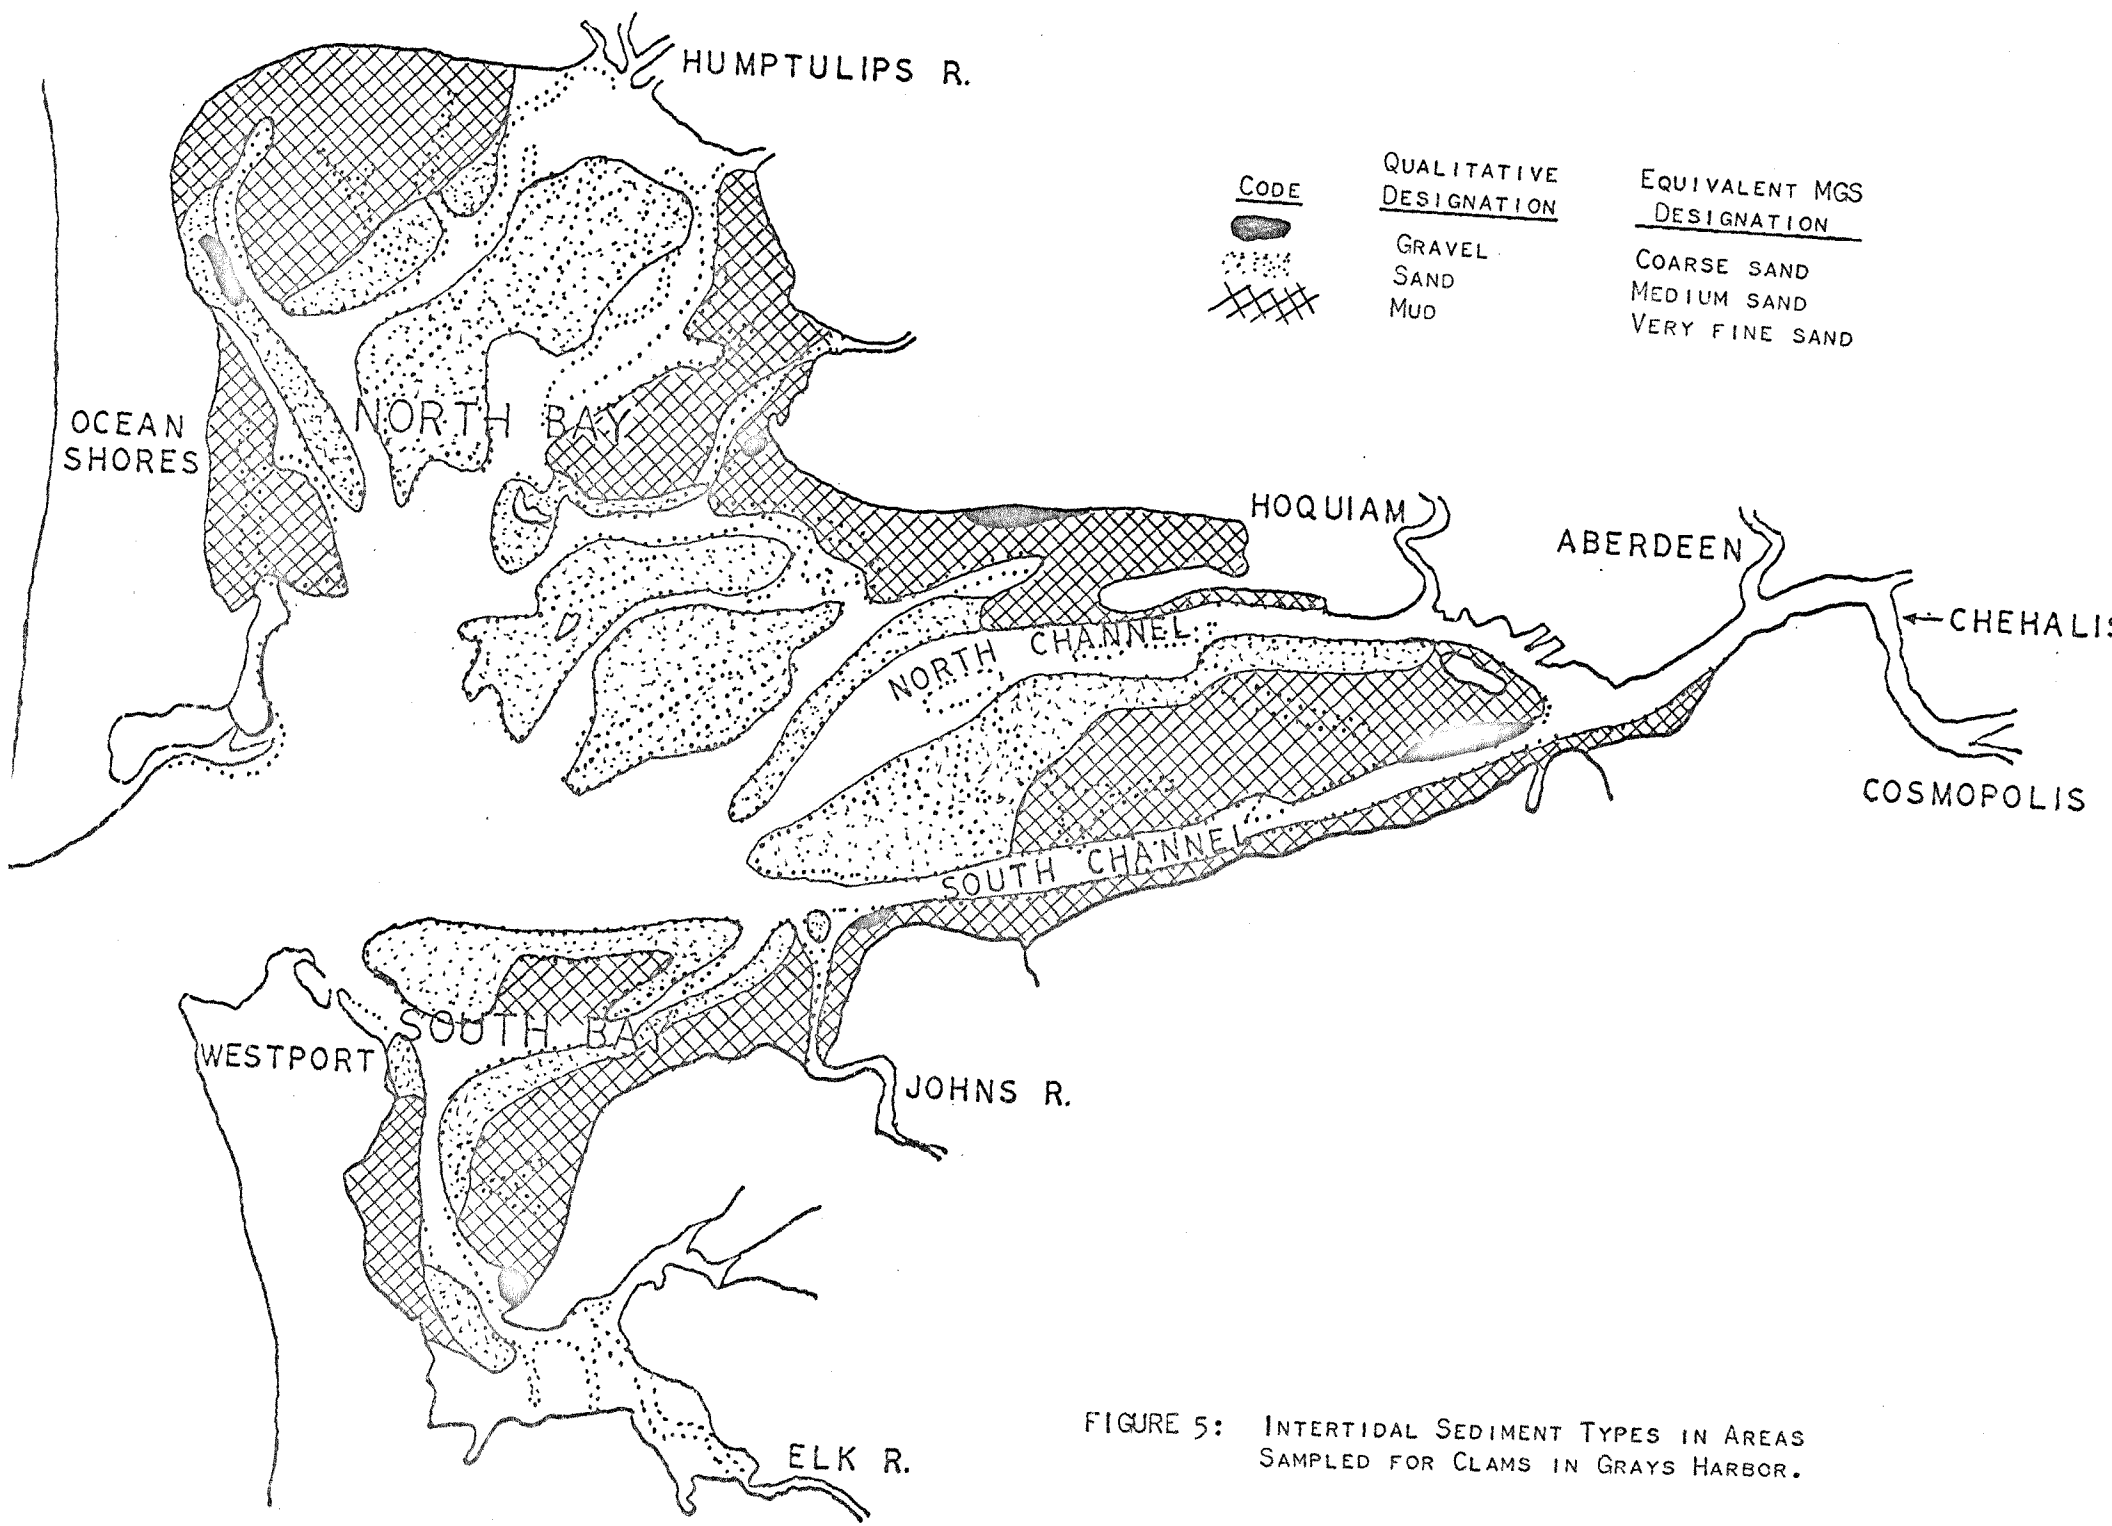 HUMPTULIPS R.
CODE
QUALITATIVE
DESIGNATION
EQUIVALENT MGS
DESIGNATION
GRAVEL
COARSE SAND
SAND
MEDIUM SAND
MUD
VERY FINE SAND
OCEAN
SHORES
NORTH BAY
HOQUIAM
ABERDEEN
CHEHALIS
NORTH CHANNEL
COSMOPOLIS
SOUTH CHANNEL
SOUTH BAY
WESTPORT
JOHNS R.
ELK R.
FIGURE 5: INTERTIDAL SEDIMENT TYPES IN AREAS
SAMPLED FOR CLAMS IN GRAYS HARBOR.